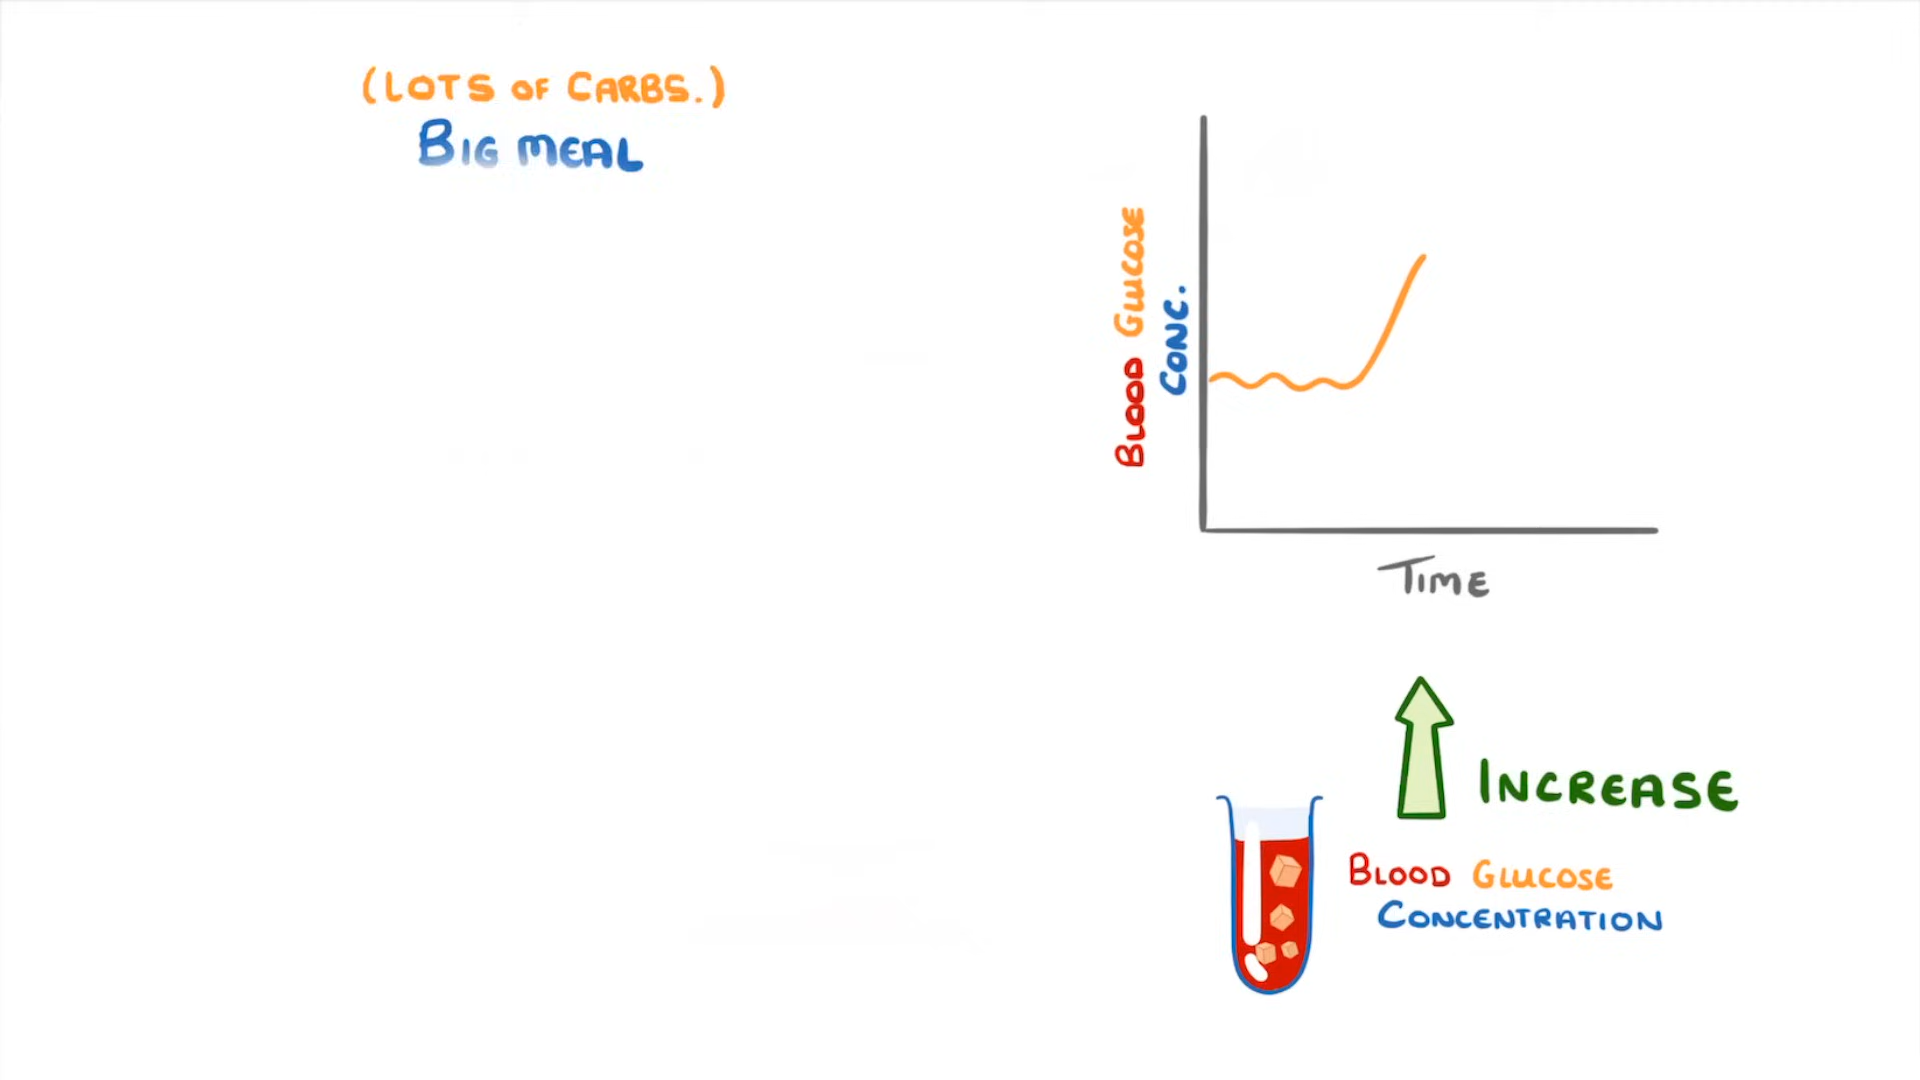 (LOTS OF CARBS.)
BIG MEAL
BLOOD GLUCOSE
CONC.
TIME
INCREASE
BLOOD GLUCOSE
CONCENTRATION